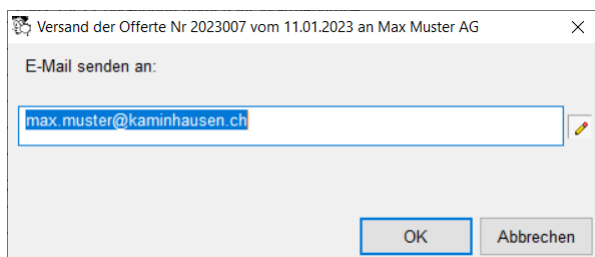 Versand der Offerte Nr 2023007 vom 11.01.2023 an Max Muster AG
E-Mail senden an:
max.muster@kaminhausen.ch
OK Abbrechen